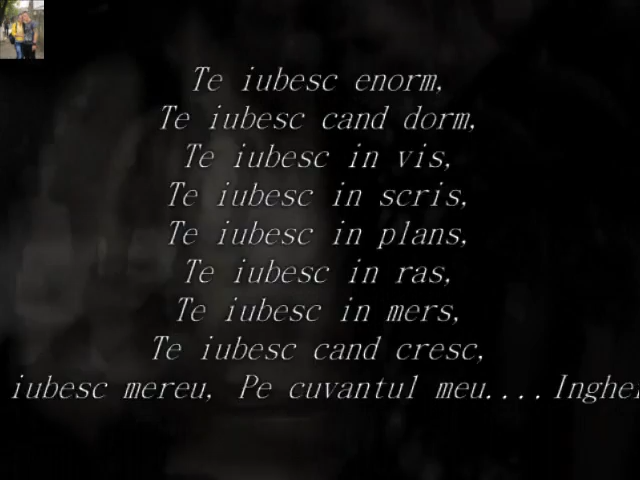 Te iubesc enorm,
Te iubesc cand dorm,
Te iubesc in vis,
Te iubesc in scris,
Te iubesc in plans,
Te iubesc in ras,
Te iubesc in mers,
Te iubesc cand cresc,
iubesc mereu, Pe cuvantul meu....